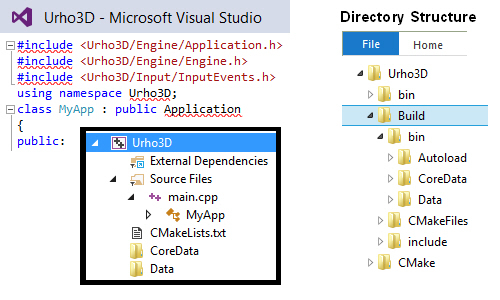 Urho3D - Microsoft Visual Studio
#include <Urho3D/Engine/Application.h>
#include <Urho3D/Engine/Engine.h>
#include <Urho3D/Input/InputEvents.h>
using namespace Urho3D;
class MyApp : public Application
{
public:
Urho3D
External Dependencies
Source Files
main.cpp
MyApp
CMakeLists.txt
CoreData
Data
Directory Structure
File Home
Urho3D
bin
Build
bin
Autoload
CoreData
Data
CMakeFiles
include
CMake